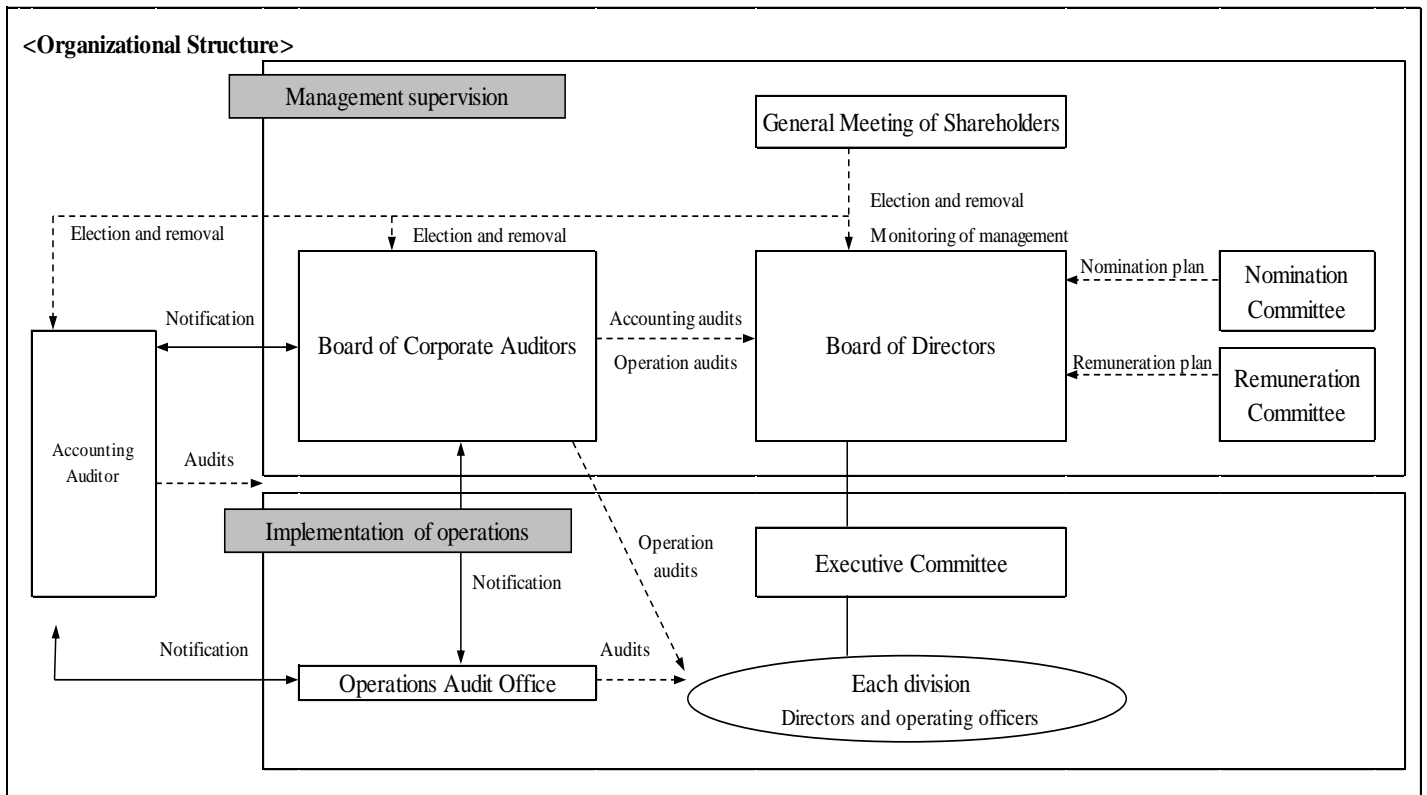 <Organizational Structure>
Management supervision
General Meeting of Shareholders
Election and removal
Election and removal
Election and removal
Monitoring of management
Nomination plan
Nomination
Committee
Notification
Board of Corporate Auditors
Accounting audits
Operation audits
Board of Directors
Remuneration plan
Remuneration
Committee
Accounting
Auditor
Audits
Implementation of operations
Operation
audits
Executive Committee
Notification
Notification
Operations Audit Office
Audits
Each division
Directors and operating officers